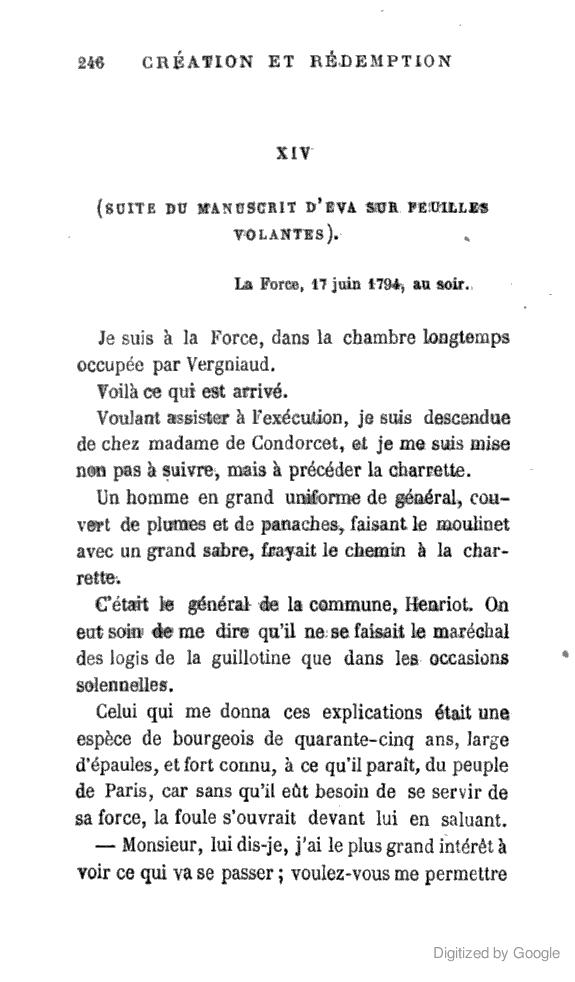 246 CRÉATION ET RÉDEMPTION
XIV
(SUITE DU MANUSCRIT D'EVA SUR FEUILLES
VOLANTES).
La Force, 17 juin 1794, au soir.
Je suis à la Force, dans la chambre longtemps
occupée par Vergniaud.
Voilà ce qui est arrivé.
Voulant assister à l'exécution, je suis descendue
de chez madame de Condorcet, et je me suis mise
non pas à suivre, mais à précéder la charrette.
Un homme en grand uniforme de général, cou-
vert de plumes et de panaches, faisant le moulinet
avec un grand sabre, frayait le chemin à la char-
rette.
C'était le général de la commune, Henriot. On
eut soin de me dire qu'il ne se faisait le maréchal
des logis de la guillotine que dans les occasions
solennelles.
Celui qui me donna ces explications était une
espèce de bourgeois de quarante-cinq ans, large
d'épaules, et fort connu, à ce qu'il paraît, du peuple
de Paris, car sans qu'il eût besoin de se servir de
sa force, la foule s'ouvrait devant lui en saluant.
— Monsieur, lui dis-je, j'ai le plus grand intérêt à
voir ce qui va se passer ; voulez-vous me permettre
Digitized by Google